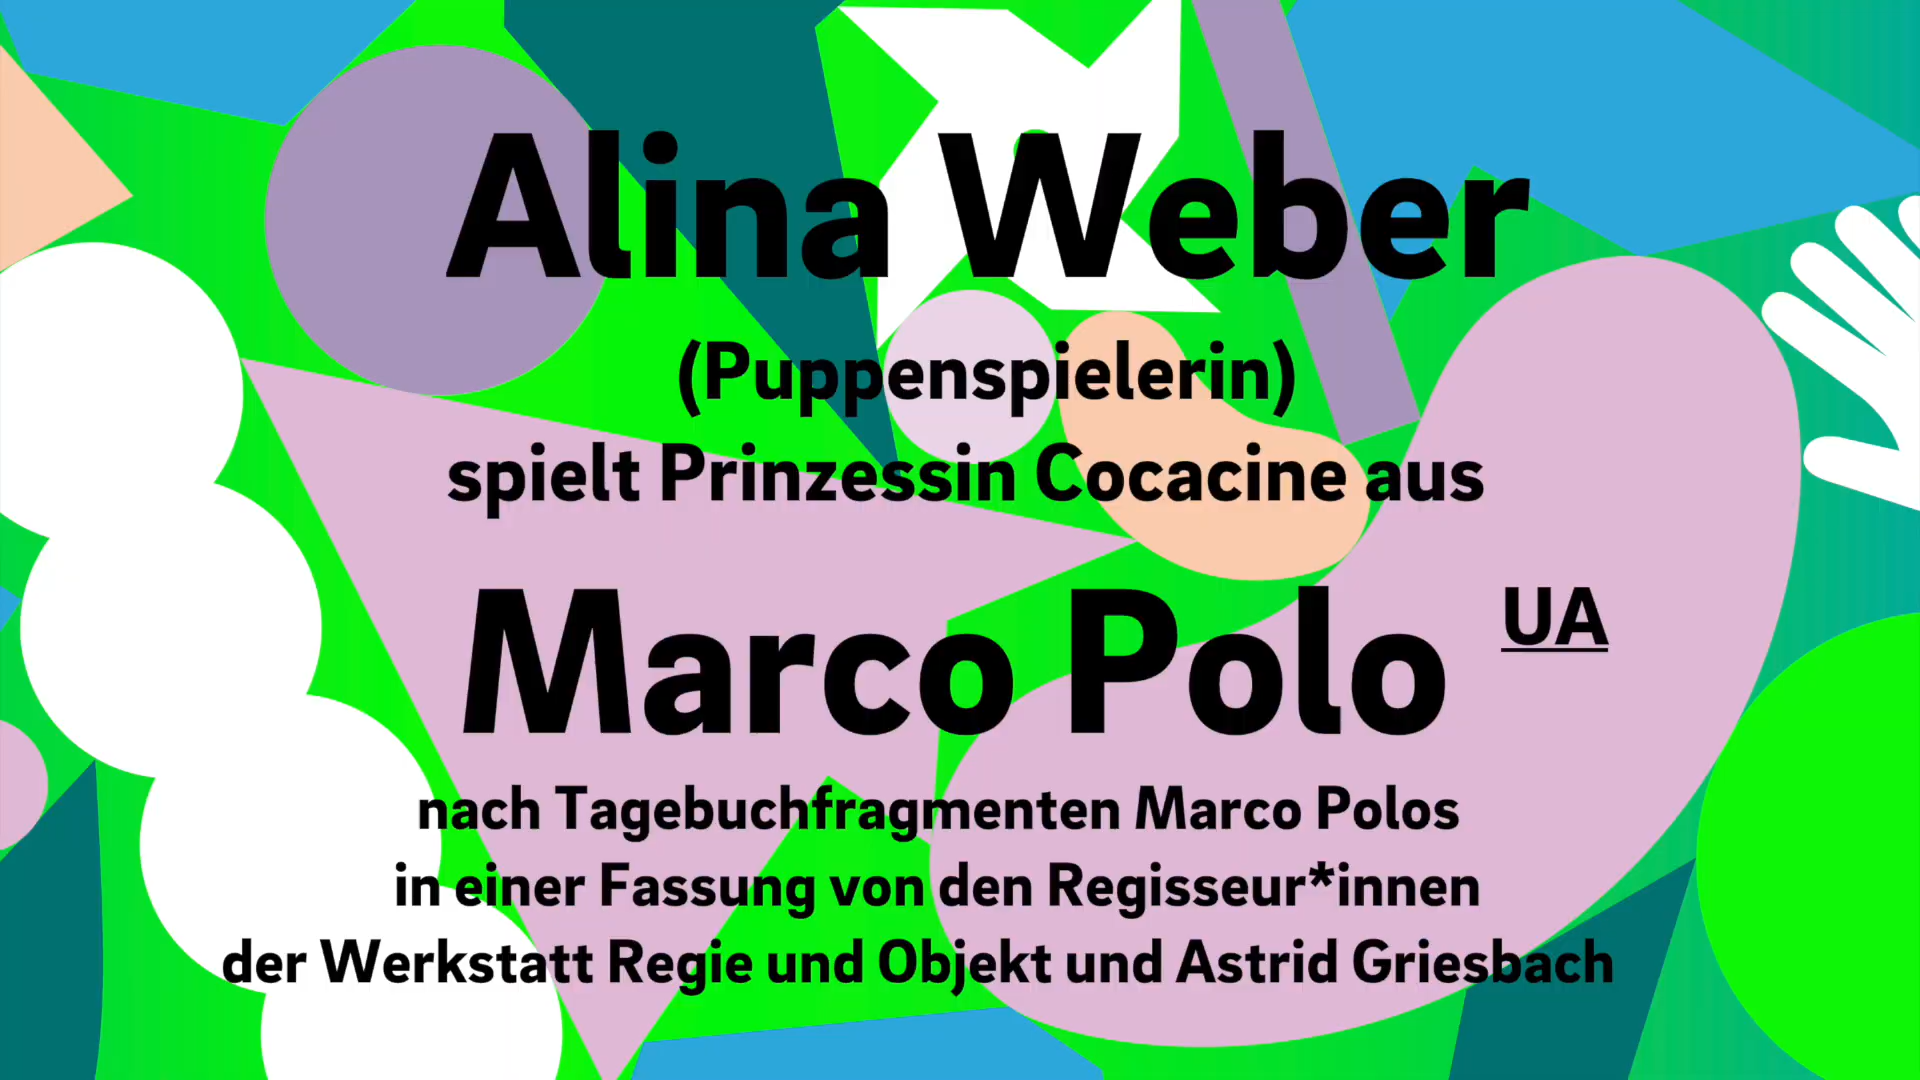 Alina Weber
(Puppenspielerin)
spielt Prinzessin Cocacine aus
Marco Polo UA
nach Tagebuchfragmenten Marco Polos
in einer Fassung von den Regisseur*innen
der Werkstatt Regie und Objekt und Astrid Griesbach